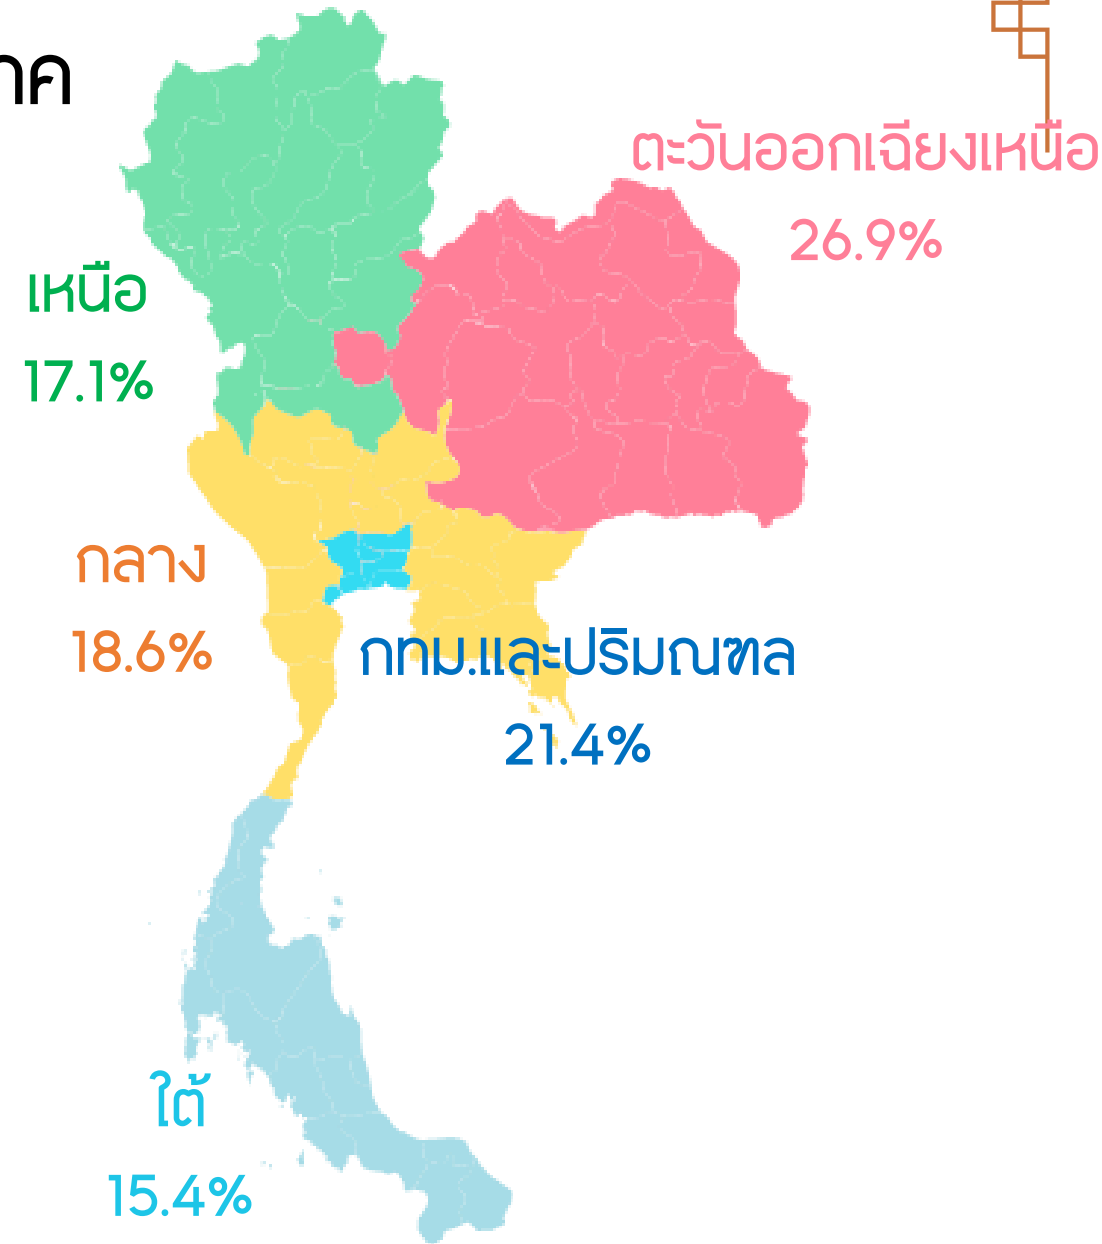 าค
ตะวันออกเฉียงเหนือ
26.9%
เหนือ
17.1%
กลาง
18.6%
กทม.และปริมณฑล
21.4%
ใต้
15.4%